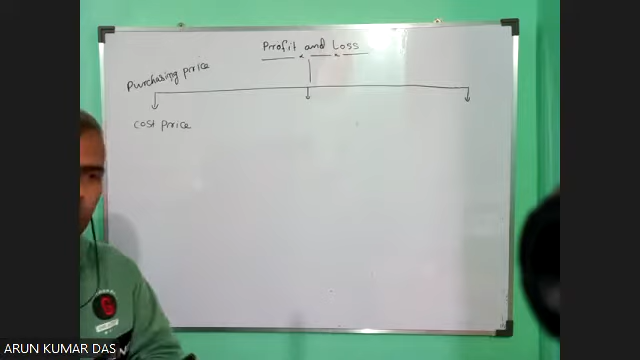 Profit and Loss
Purchasing price
cost price
ARUN KUMAR DAS